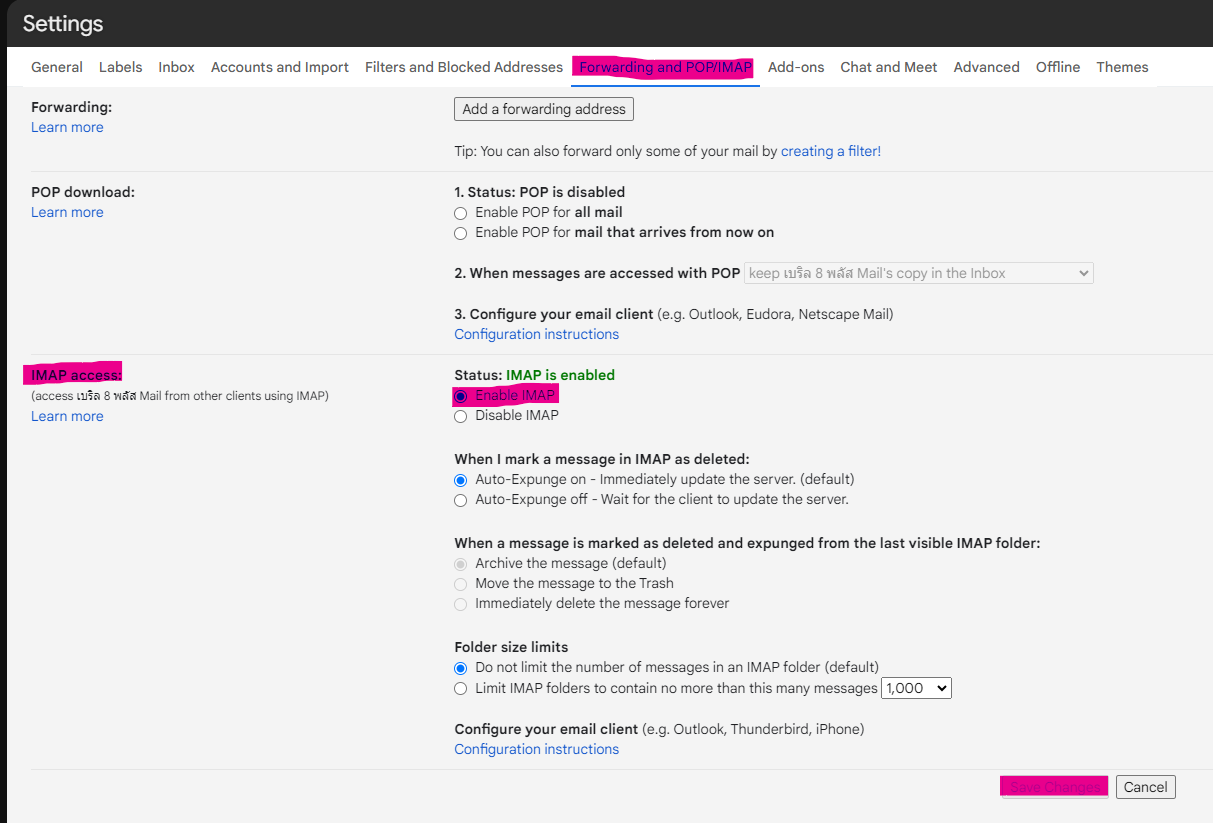 Settings
General Labels Inbox Accounts and Import Filters and Blocked Addresses Forwarding and POP/IMAP Add-ons Chat and Meet Advanced Offline Themes
Forwarding:
Learn more
Add a forwarding address
Tip: You can also forward only some of your mail by creating a filter!
POP download:
Learn more
1. Status: POP is disabled
Enable POP for all mail
Enable POP for mail that arrives from now on
2. When messages are accessed with POP keep เบริล 8 พลัส Mail's copy in the Inbox
3. Configure your email client (e.g. Outlook, Eudora, Netscape Mail)
Configuration instructions
IMAP access:
(access เบริล 8 พลัส Mail from other clients using IMAP)
Learn more
Status: IMAP is enabled
Enable IMAP
Disable IMAP
When I mark a message in IMAP as deleted:
Auto-Expunge on - Immediately update the server. (default)
Auto-Expunge off - Wait for the client to update the server.
When a message is marked as deleted and expunged from the last visible IMAP folder:
Archive the message (default)
Move the message to the Trash
Immediately delete the message forever
Folder size limits
Do not limit the number of messages in an IMAP folder (default)
Limit IMAP folders to contain no more than this many messages 1,000
Configure your email client (e.g. Outlook, Thunderbird, iPhone)
Configuration instructions
Save Changes Cancel